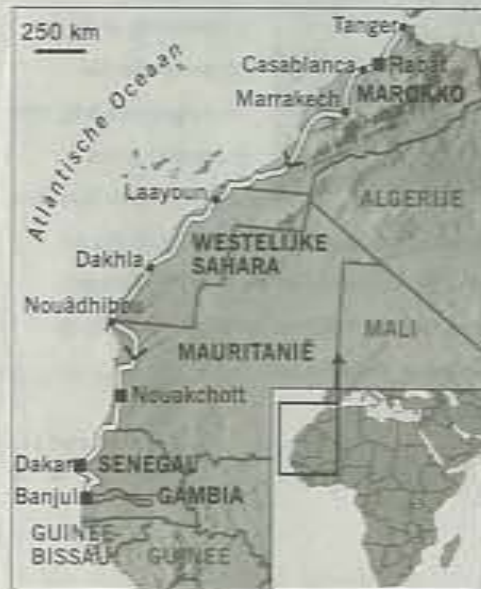 250 km
Tanger
Casablanca
Rabat
Marrakech
MAROKKO
Atlantische Oceaan
Laayoun
ALGERIJE
WESTELIJKE
SAHARA
Dakhla
Nouâdhibou
MALI
MAURITANIË
Nouakchott
Dakar
SENEGAL
Banjul
GAMBIA
GUINEE
BISSAU
GUINEE